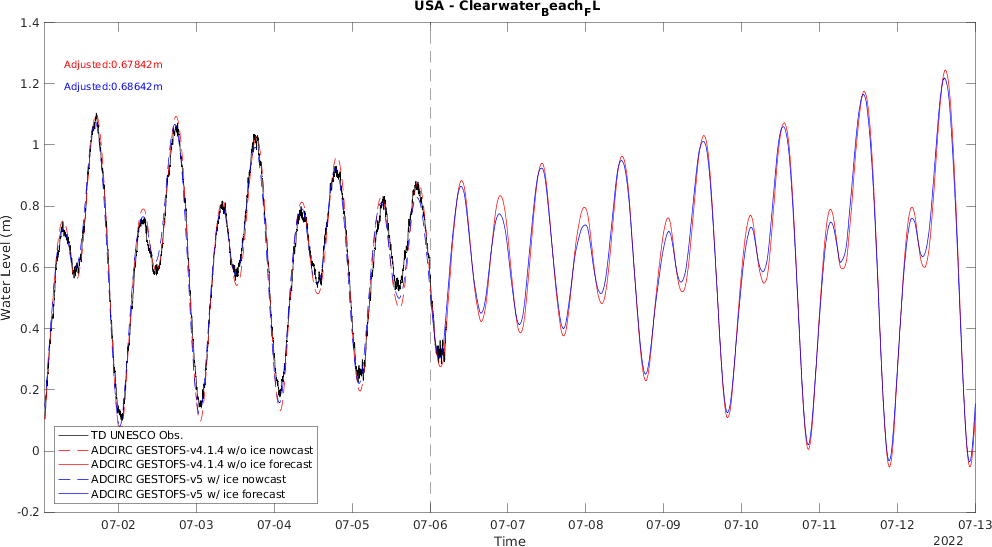 USA - Clearwater_Beach_FL
1.4
1.2
1
0.8
0.6
0.4
0.2
0
-0.2
Water Level (m)
Adjusted:0.67842m
Adjusted:0.68642m
TD UNESCO Obs.
ADCIRC GESTOFS-v4.1.4 w/o ice nowcast
ADCIRC GESTOFS-v4.1.4 w/o ice forecast
ADCIRC GESTOFS-v5 w/ ice nowcast
ADCIRC GESTOFS-v5 w/ ice forecast
07-02 07-03 07-04 07-05 07-06 07-07 07-08 07-09 07-10 07-11 07-12 07-13
Time
2022